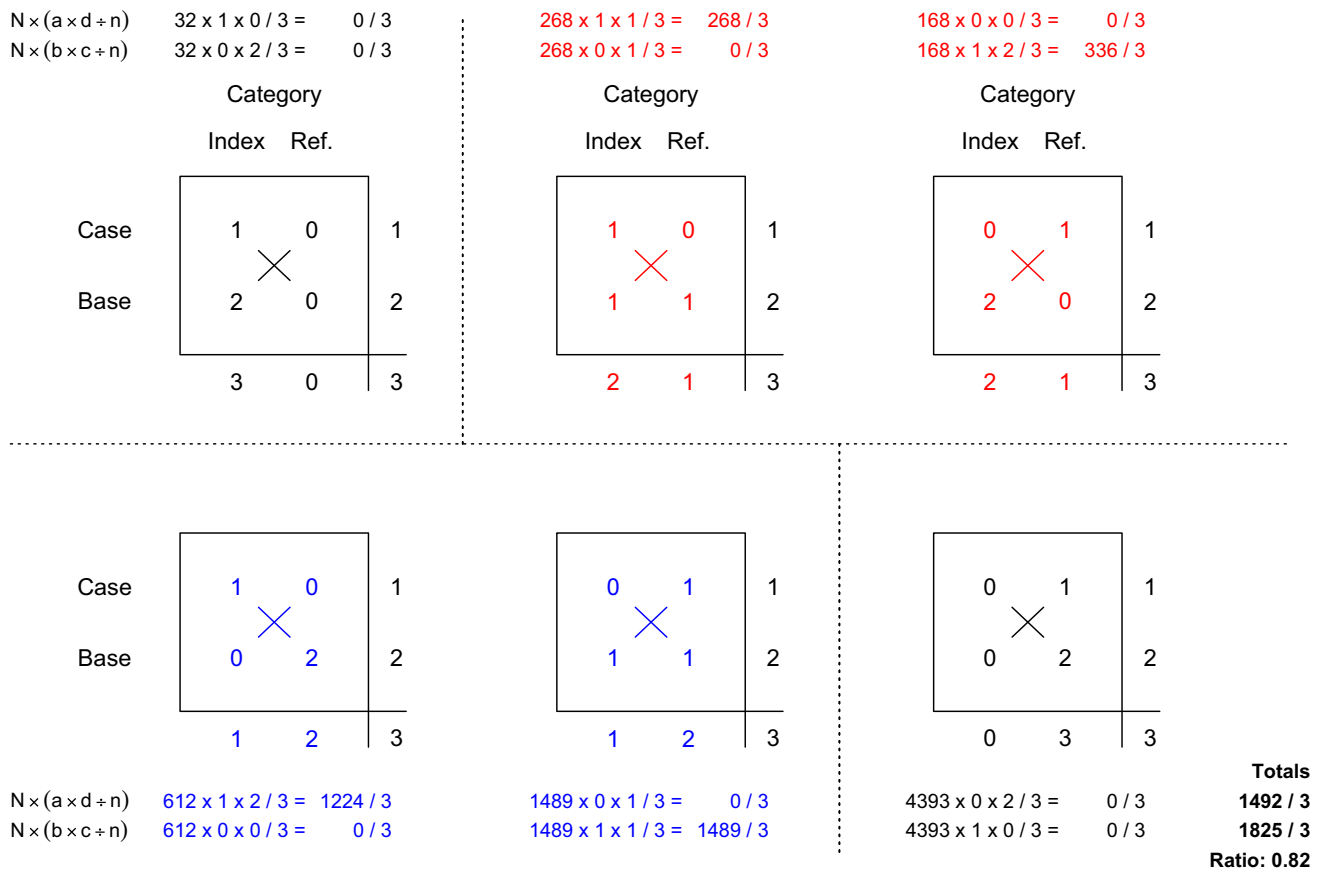 N × (a × d ÷ n) 32 x 1 x 0 / 3 = 0 / 3 268 x 1 x 1 / 3 = 268 / 3 168 x 0 x 0 / 3 = 0 / 3
N × (b × c ÷ n) 32 x 0 x 2 / 3 = 0 / 3 268 x 0 x 1 / 3 = 0 / 3 168 x 1 x 2 / 3 = 336 / 3
Category Category Category
Index Ref. Index Ref. Index Ref.
Case 1 0 1 1 0 1 0 1 1
Base 2 0 2 1 1 2 2 0 2
3 0 3 2 1 3 2 1 3
Case 1 0 1 0 1 1 0 1 1
Base 0 2 2 1 1 2 0 2 2
1 2 3 1 2 3 0 3 3
Totals
N × (a × d ÷ n) 612 x 1 x 2 / 3 = 1224 / 3 1489 x 0 x 1 / 3 = 0 / 3 4393 x 0 x 2 / 3 = 0 / 3 1492 / 3
N × (b × c ÷ n) 612 x 0 x 0 / 3 = 0 / 3 1489 x 1 x 1 / 3 = 1489 / 3 4393 x 1 x 0 / 3 = 0 / 3 1825 / 3
Ratio: 0.82